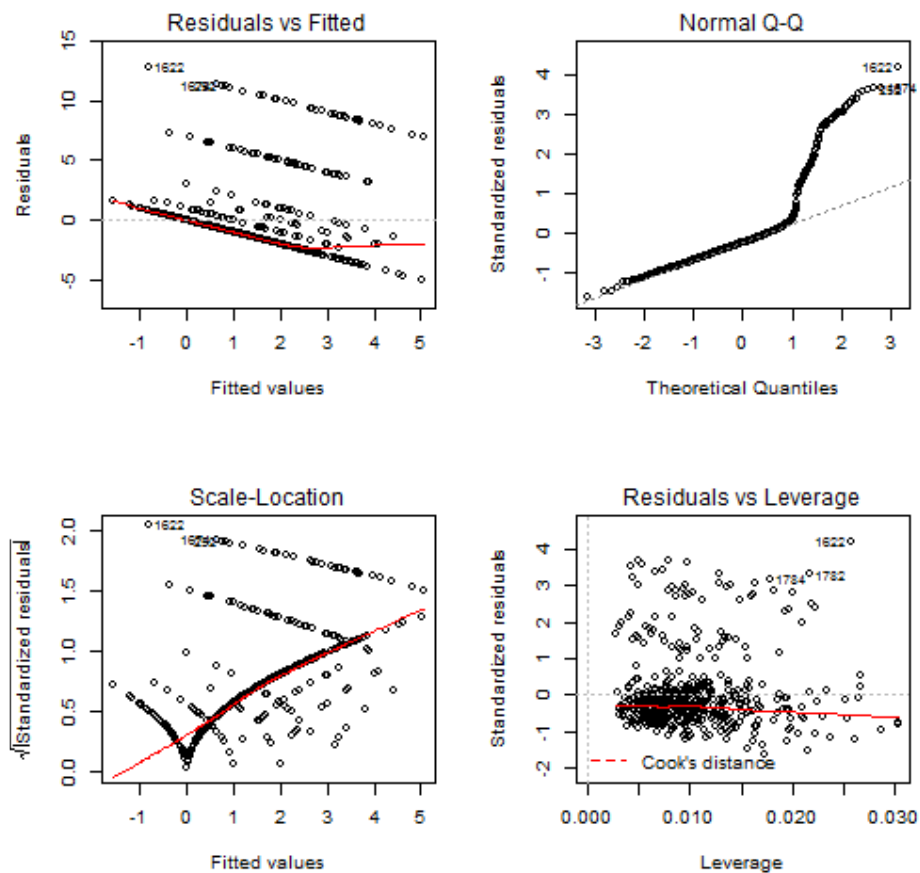 Residuals vs Fitted
Residuals
15
10
5
0
-5
1622
-1 0 1 2 3 4 5
Fitted values
Normal Q-Q
Standardized residuals
4
3
2
1
0
-1
1622
-3 -2 -1 0 1 2 3
Theoretical Quantiles
Scale-Location
√|Standardized residuals|
2.0
1.5
1.0
0.5
0.0
1622
-1 0 1 2 3 4 5
Fitted values
Residuals vs Leverage
Standardized residuals
4
3
2
1
0
-1
-2
1622
1784
1782
Cook's distance
0.000 0.010 0.020 0.030
Leverage